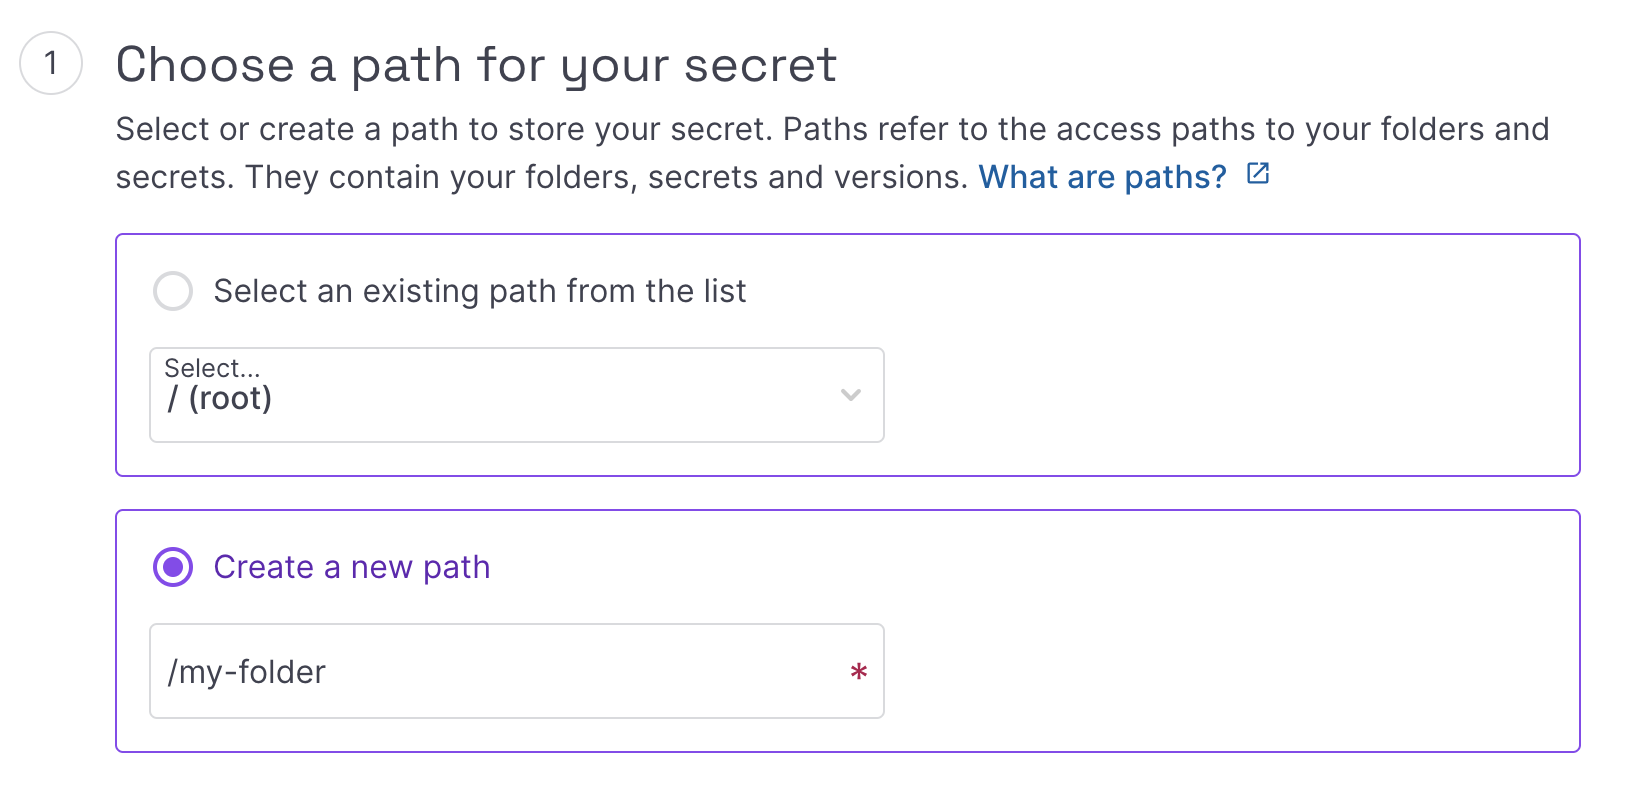 1
Choose a path for your secret
Select or create a path to store your secret. Paths refer to the access paths to your folders and
secrets. They contain your folders, secrets and versions. What are paths?
Select an existing path from the list
Select...
/ (root)
Create a new path
/my-folder *